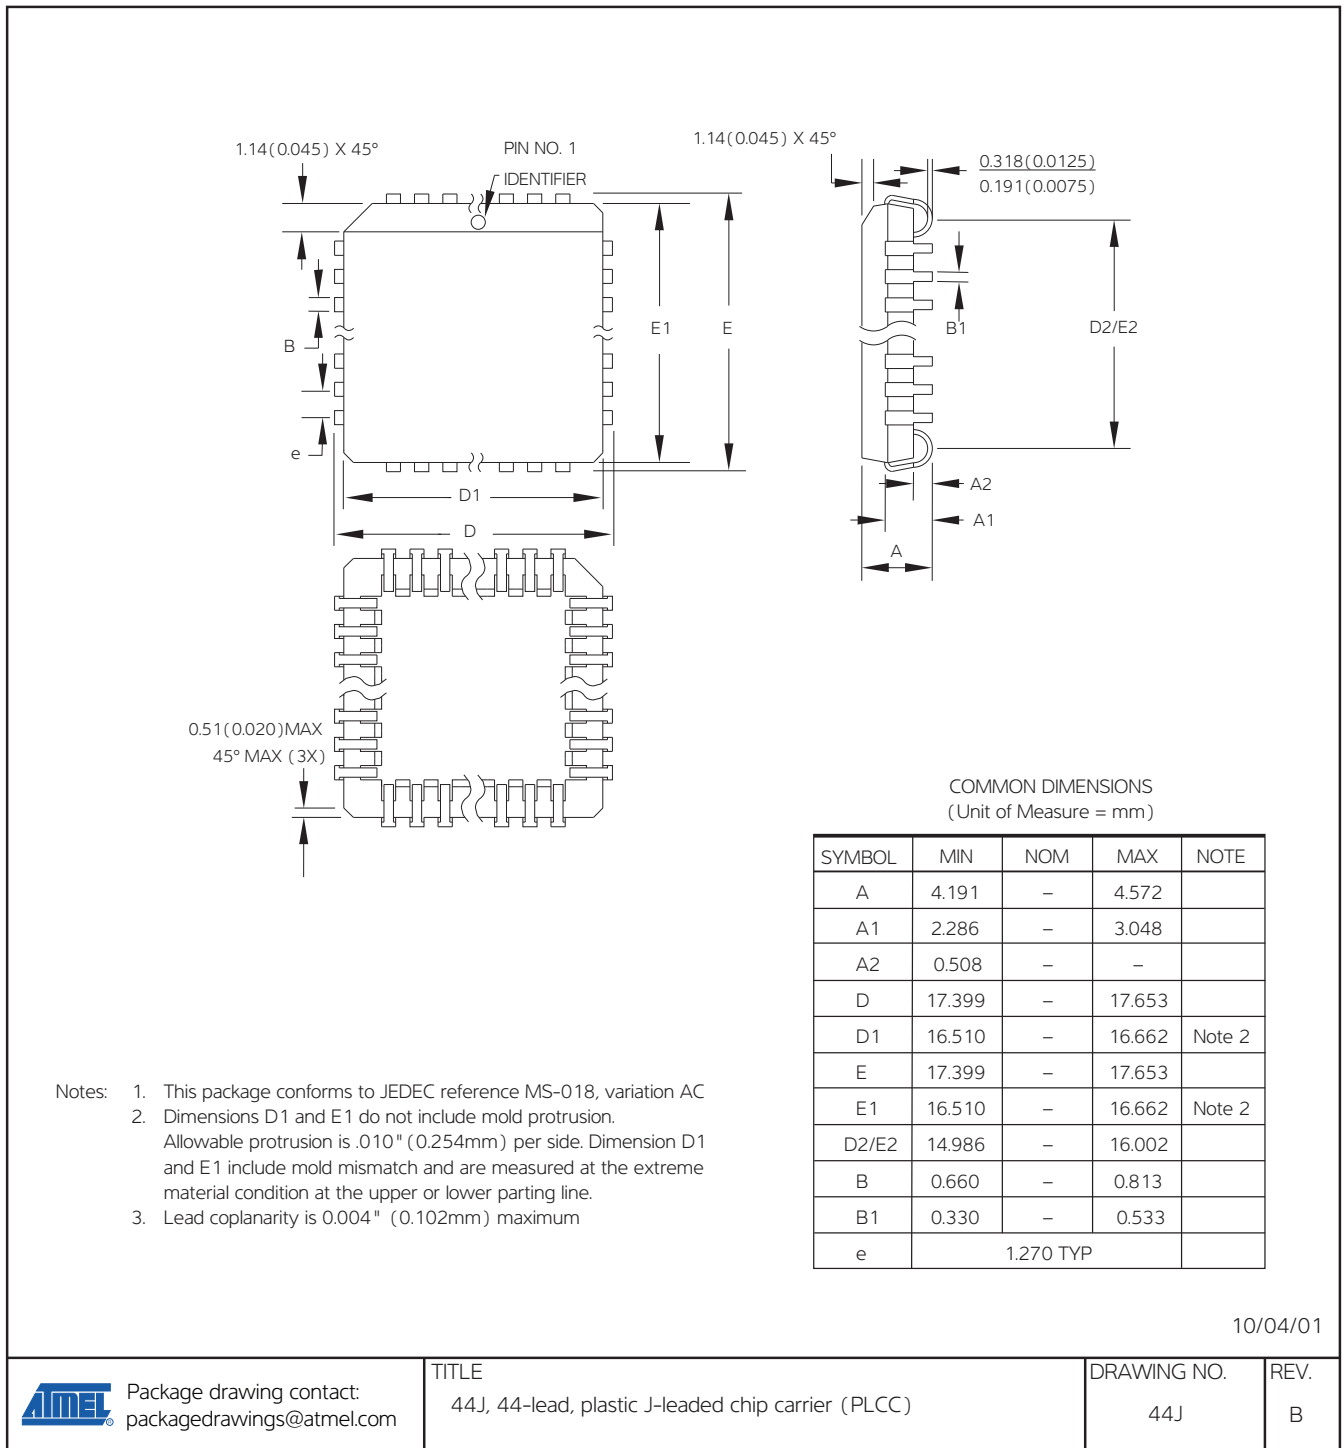 1.14(0.045) X 45°
PIN NO. 1
IDENTIFIER
1.14(0.045) X 45°
0.318(0.0125)
0.191(0.0075)
E1
E
B1
D2/E2
B
e
D1
D
A2
A1
A
0.51(0.020)MAX
45° MAX (3X)
COMMON DIMENSIONS
(Unit of Measure = mm)
SYMBOL MIN NOM MAX NOTE
A 4.191 – 4.572
A1 2.286 – 3.048
A2 0.508 – –
D 17.399 – 17.653
D1 16.510 – 16.662 Note 2
E 17.399 – 17.653
E1 16.510 – 16.662 Note 2
D2/E2 14.986 – 16.002
B 0.660 – 0.813
B1 0.330 – 0.533
e 1.270 TYP
Notes: 1. This package conforms to JEDEC reference MS-018, variation AC
2. Dimensions D1 and E1 do not include mold protrusion.
Allowable protrusion is .010" (0.254mm) per side. Dimension D1
and E1 include mold mismatch and are measured at the extreme
material condition at the upper or lower parting line.
3. Lead coplanarity is 0.004" (0.102mm) maximum
10/04/01
ATMEL
®
Package drawing contact:
packagedrawings@atmel.com
TITLE
44J, 44-lead, plastic J-leaded chip carrier (PLCC)
DRAWING NO.
44J
REV.
B